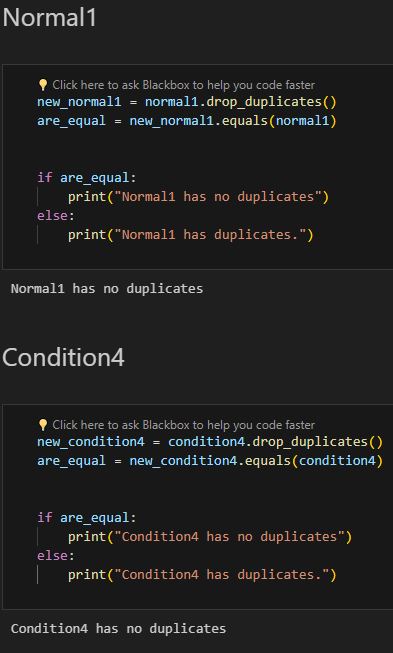 Normal1
Click here to ask Blackbox to help you code faster
new_normal1 = normal1.drop_duplicates()
are_equal = new_normal1.equals(normal1)
if are_equal:
print("Normal1 has no duplicates")
else:
print("Normal1 has duplicates.")
Normal1 has no duplicates
Condition4
Click here to ask Blackbox to help you code faster
new_condition4 = condition4.drop_duplicates()
are_equal = new_condition4.equals(condition4)
if are_equal:
print("Condition4 has no duplicates")
else:
print("Condition4 has duplicates.")
Condition4 has no duplicates